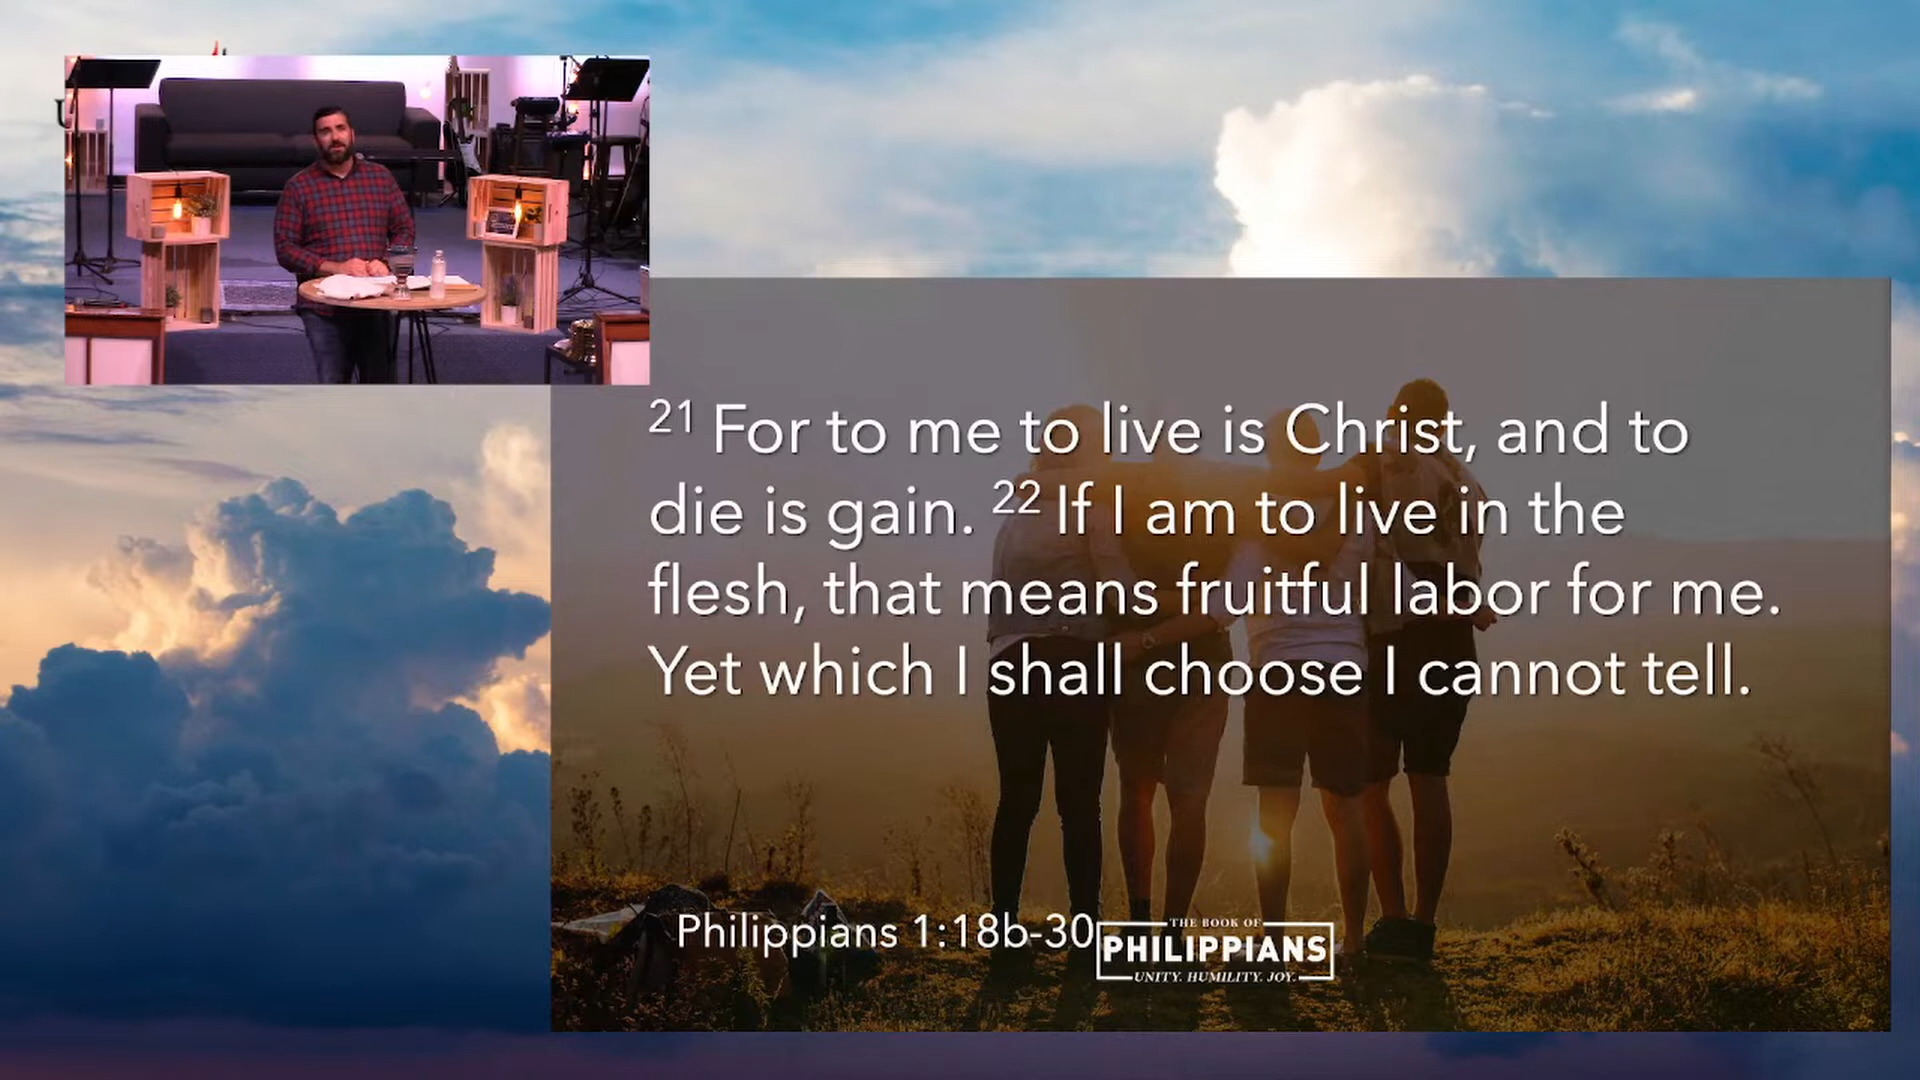 21 For to me to live is Christ, and to
die is gain. 22 If I am to live in the
flesh, that means fruitful labor for me.
Yet which I shall choose I cannot tell.
Philippians 1:18b-30
THE BOOK OF
PHILIPPIANS
UNITY. HUMILITY. JOY.